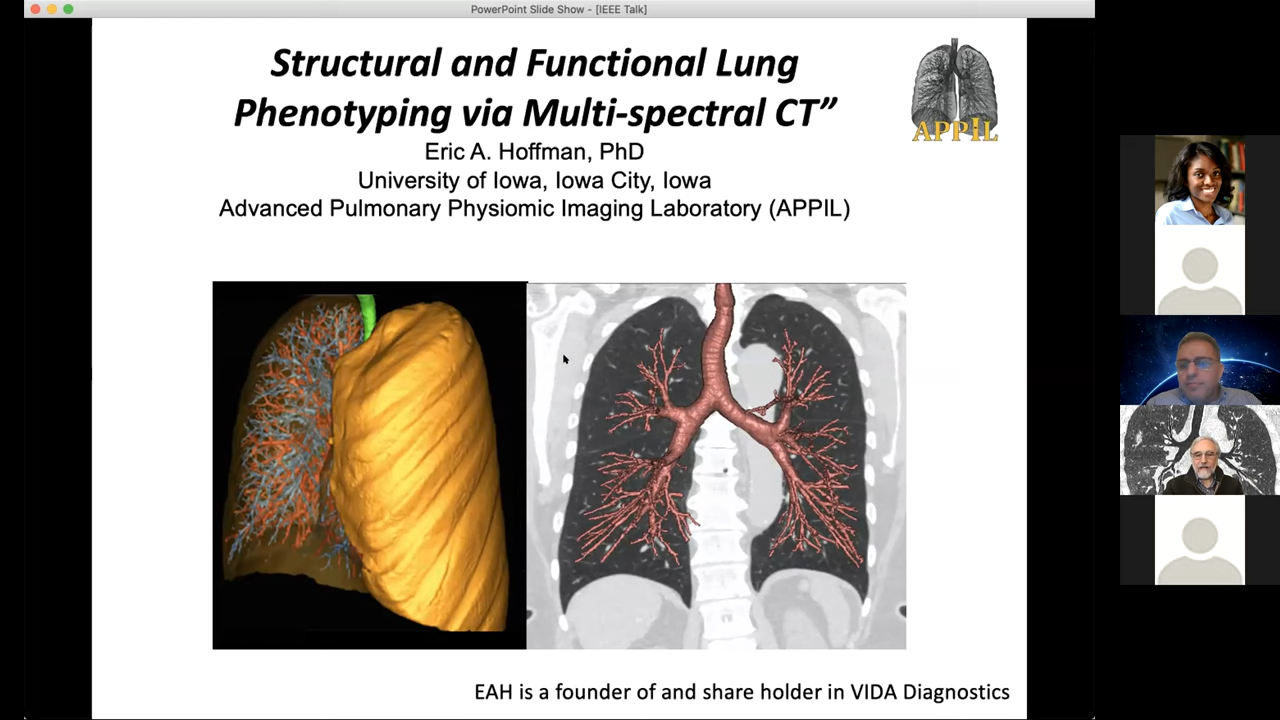 PowerPoint Slide Show - [IEEE Talk]
Structural and Functional Lung
Phenotyping via Multi-spectral CT”
Eric A. Hoffman, PhD
University of Iowa, Iowa City, Iowa
Advanced Pulmonary Physiomic Imaging Laboratory (APPIL)
APPIL
EAH is a founder of and share holder in VIDA Diagnostics